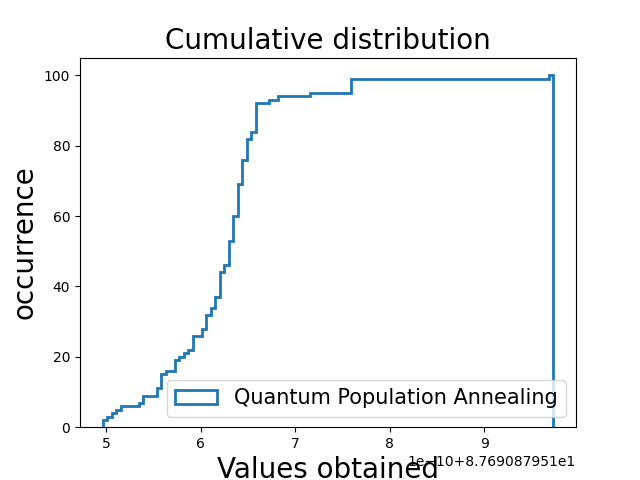 Cumulative distribution
100
80
60
40
20
0
occurrence
Quantum Population Annealing
5 6 7 8 9
1e−10+8.769087951e1
Values obtained